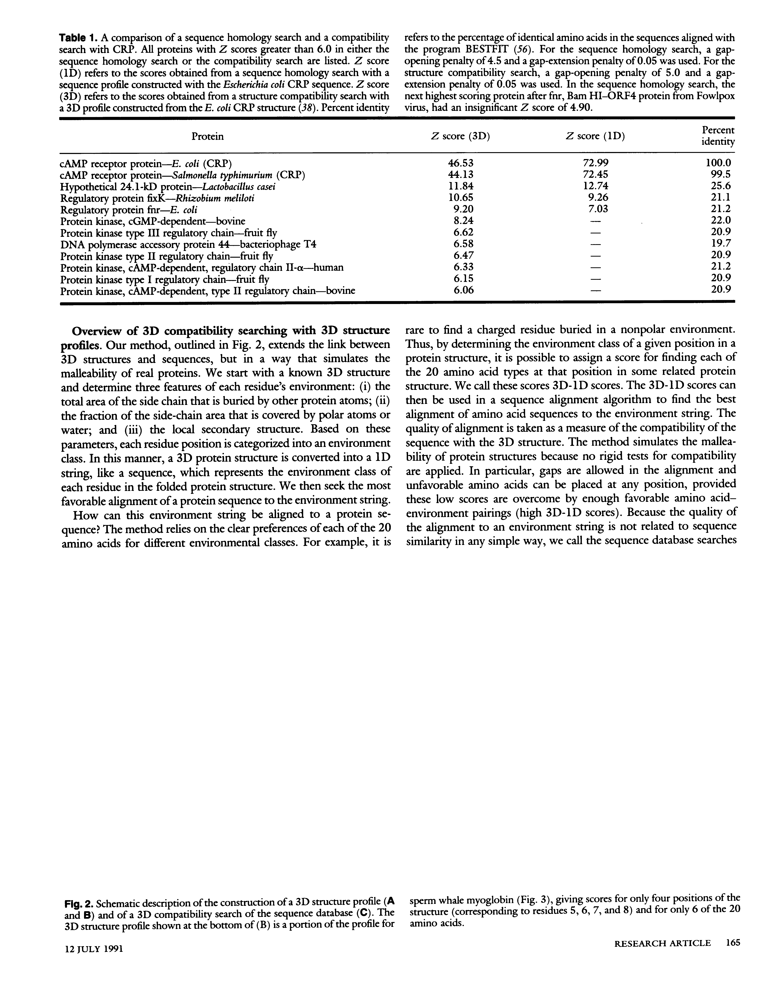 Table 1. A comparison of a sequence homology search and a compatibility
search with CRP. All proteins with Z scores greater than 6.0 in either the
sequence homology search or the compatibility search are listed. Z score
(1D) refers to the scores obtained from a sequence homology search with a
sequence profile constructed with the Escherichia coli CRP sequence. Z score
(3D) refers to the scores obtained from a structure compatibility search with
a 3D profile constructed from the E. coli CRP structure (38). Percent identity
refers to the percentage of identical amino acids in the sequences aligned with
the program BESTFIT (56). For the sequence homology search, a gap-
opening penalty of 4.5 and a gap-extension penalty of 0.05 was used. For the
structure compatibility search, a gap-opening penalty of 5.0 and a gap-
extension penalty of 0.05 was used. In the sequence homology search, the
next highest scoring protein after fnr, Bam HI–ORF4 protein from Fowlpox
virus, had an insignificant Z score of 4.90.
Protein Z score (3D) Z score (1D) Percent identity
cAMP receptor protein—E. coli (CRP) 46.53 72.99 100.0
cAMP receptor protein—Salmonella typhimurium (CRP) 44.13 72.45 99.5
Hypothetical 24.1-kD protein—Lactobacillus casei 11.84 12.74 25.6
Regulatory protein fixK—Rhizobium meliloti 10.65 9.26 21.1
Regulatory protein fnr—E. coli 9.20 7.03 21.2
Protein kinase, cGMP-dependent—bovine 8.24 — 22.0
Protein kinase type III regulatory chain—fruit fly 6.62 — 20.9
DNA polymerase accessory protein 44—bacteriophage T4 6.58 — 19.7
Protein kinase type II regulatory chain—fruit fly 6.47 — 20.9
Protein kinase, cAMP-dependent, regulatory chain II-α—human 6.33 — 21.2
Protein kinase type I regulatory chain—fruit fly 6.15 — 20.9
Protein kinase, cAMP-dependent, type II regulatory chain—bovine 6.06 — 20.9
Overview of 3D compatibility searching with 3D structure
profiles. Our method, outlined in Fig. 2, extends the link between
3D structures and sequences, but in a way that simulates the
malleability of real proteins. We start with a known 3D structure
and determine three features of each residue's environment: (i) the
total area of the side chain that is buried by other protein atoms; (ii)
the fraction of the side-chain area that is covered by polar atoms or
water; and (iii) the local secondary structure. Based on these
parameters, each residue position is categorized into an environment
class. In this manner, a 3D protein structure is converted into a 1D
string, like a sequence, which represents the environment class of
each residue in the folded protein structure. We then seek the most
favorable alignment of a protein sequence to the environment string.
How can this environment string be aligned to a protein se-
quence? The method relies on the clear preferences of each of the 20
amino acids for different environmental classes. For example, it is
rare to find a charged residue buried in a nonpolar environment.
Thus, by determining the environment class of a given position in a
protein structure, it is possible to assign a score for finding each of
the 20 amino acid types at that position in some related protein
structure. We call these scores 3D-1D scores. The 3D-1D scores can
then be used in a sequence alignment algorithm to find the best
alignment of amino acid sequences to the environment string. The
quality of alignment is taken as a measure of the compatibility of the
sequence with the 3D structure. The method simulates the mallea-
bility of protein structures because no rigid tests for compatibility
are applied. In particular, gaps are allowed in the alignment and
unfavorable amino acids can be placed at any position, provided
these low scores are overcome by enough favorable amino acid–
environment pairings (high 3D-1D scores). Because the quality of
the alignment to an environment string is not related to sequence
similarity in any simple way, we call the sequence database searches
Fig. 2. Schematic description of the construction of a 3D structure profile (A
and B) and of a 3D compatibility search of the sequence database (C). The
3D structure profile shown at the bottom of (B) is a portion of the profile for
sperm whale myoglobin (Fig. 3), giving scores for only four positions of the
structure (corresponding to residues 5, 6, 7, and 8) and for only 6 of the 20
amino acids.
12 JULY 1991
RESEARCH ARTICLE 165